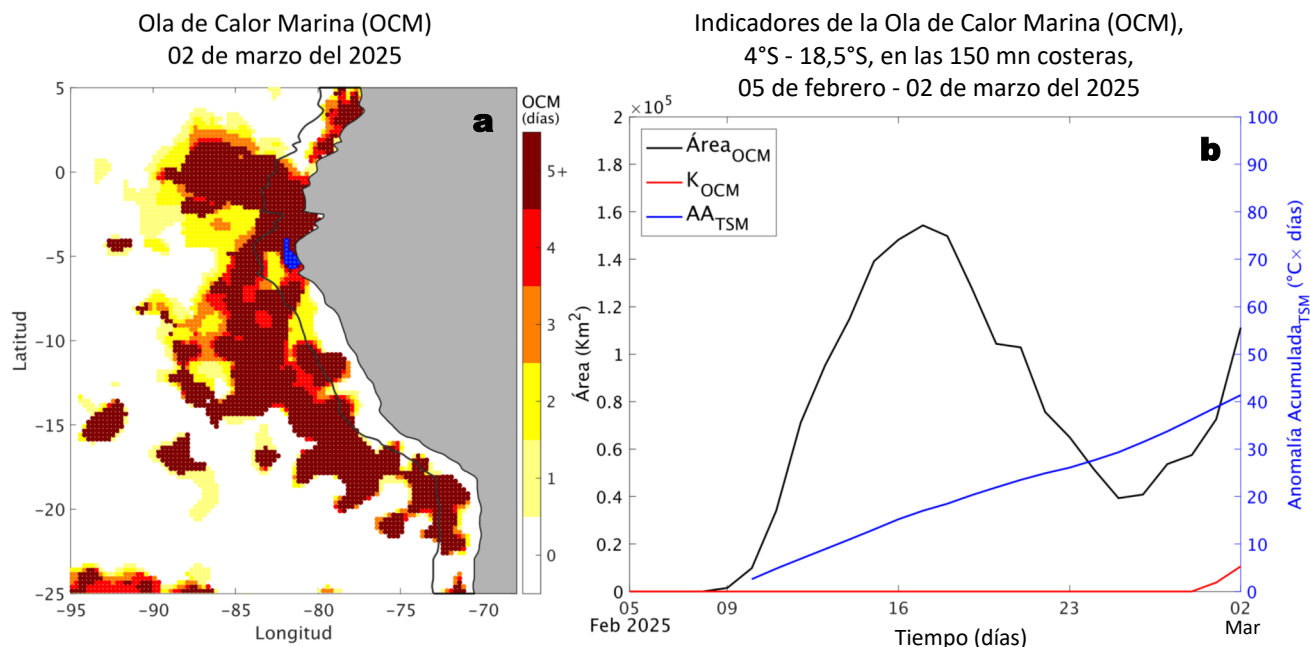 Ola de Calor Marina (OCM)
02 de marzo del 2025
OCM
(días)
a
5+
4
3
2
1
0
5
0
−5
−10
−15
−20
−25
Latitud
−95
−90
−85
−80
−75
−70
Longitud
Indicadores de la Ola de Calor Marina (OCM),
4°S - 18,5°S, en las 150 mn costeras,
05 de febrero - 02 de marzo del 2025
×10⁵
b
Área_OCM
K_OCM
AA_TSM
2
1.8
1.6
1.4
1.2
1
0.8
0.6
0.4
0.2
0
Área (Km²)
100
90
80
70
60
50
40
30
20
10
0
Anomalía Acumulada_TSM (°C× días)
05
09
16
23
02
Feb 2025
Mar
Tiempo (días)